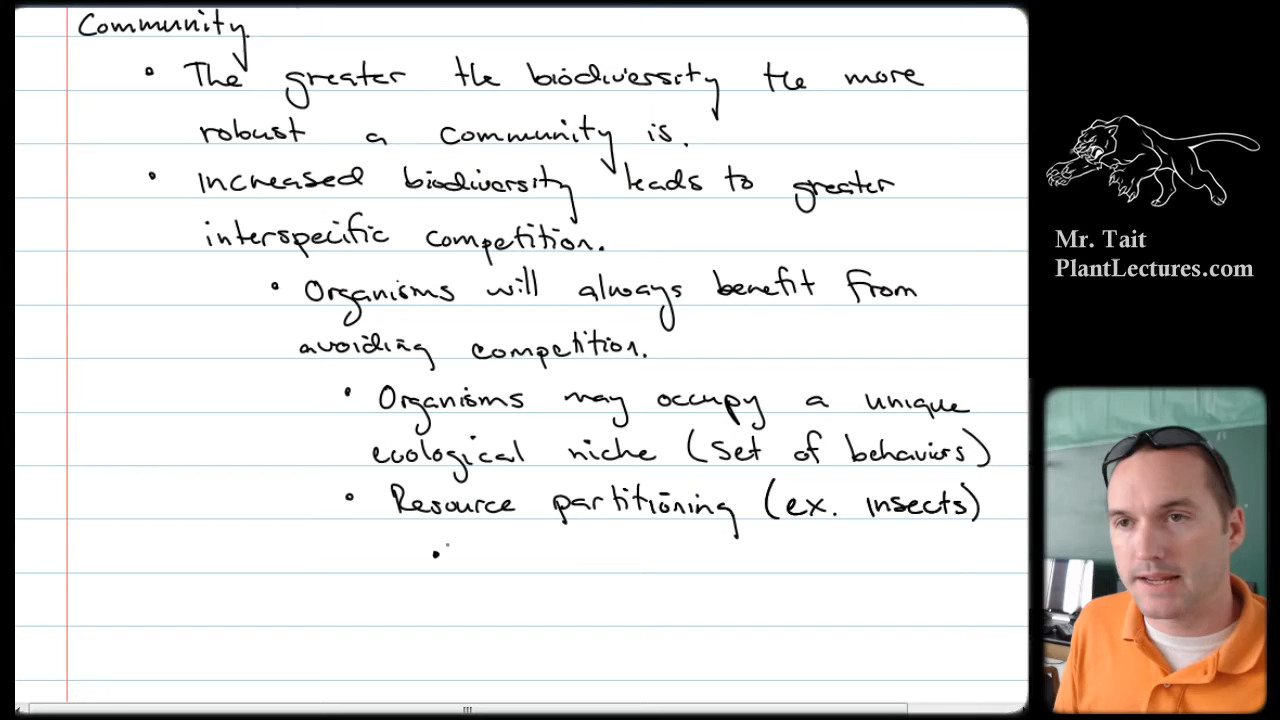 Community
• The greater the biodiversity the more
robust a community is.
• Increased biodiversity leads to greater
interspecific competition.
• Organisms will always benefit from
avoiding competition.
• Organisms may occupy a unique
ecological niche (set of behaviors)
• Resource partitioning (ex. insects)
•
Mr. Tait
PlantLectures.com